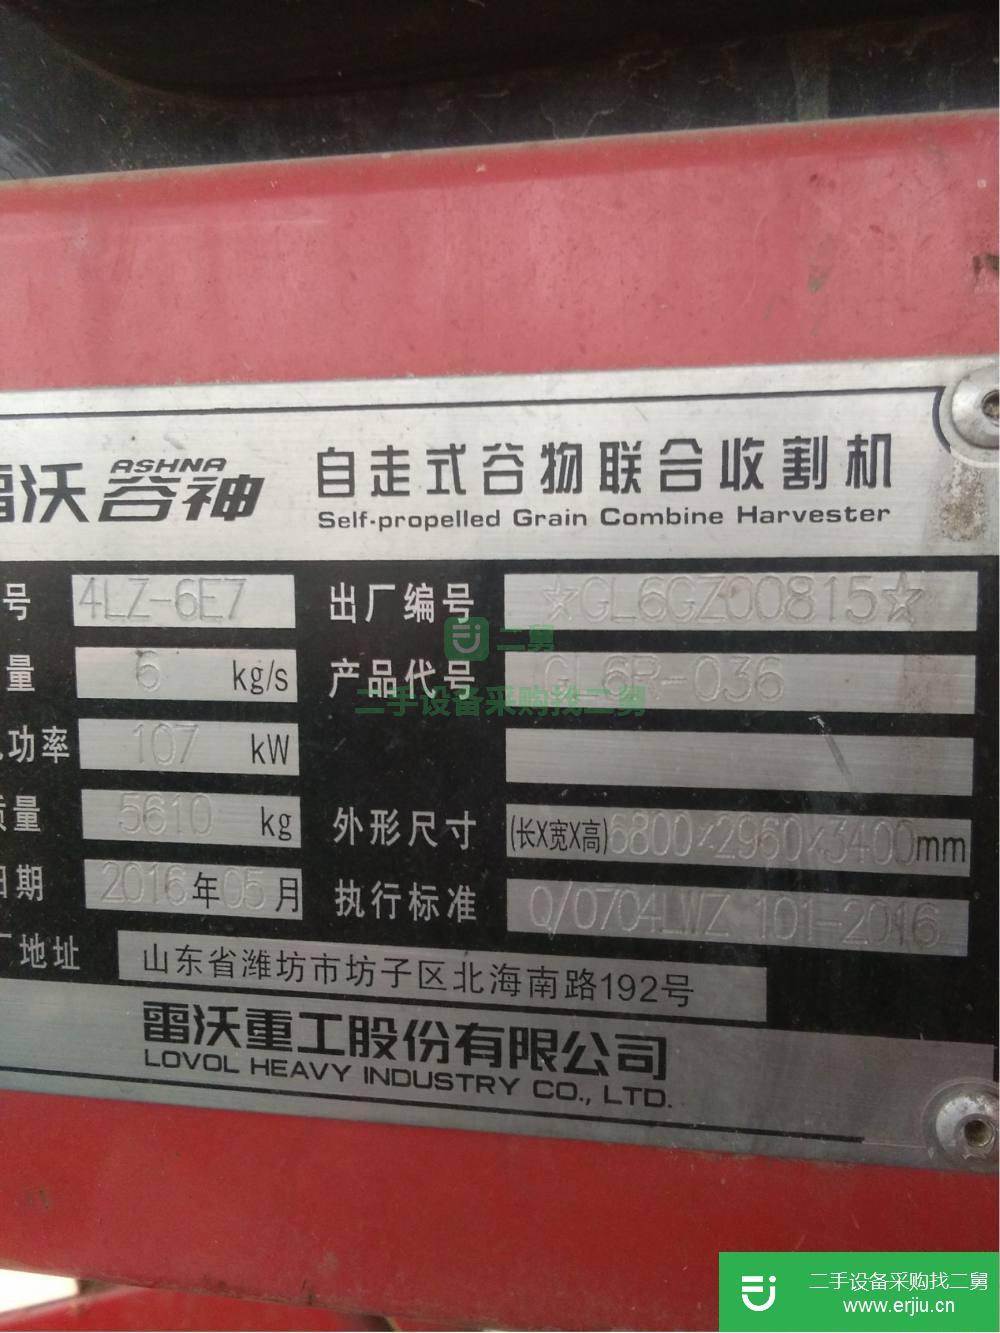 雷沃 ASHNA 谷神 自走式谷物联合收割机
Self-propelled Grain Combine Harvester
号 4LZ-6E7 出厂编号 ☆GL6GZ00815☆
量 6 kg/s 产品代号 GL6R-036
二舅
二手设备采购找二舅
功率 107 kW
质量 5610 kg 外形尺寸 (长X宽X高)6800×2960×3400mm
日期 2016年05月 执行标准 Q/0704LWZ 101-2016
厂地址 山东省潍坊市坊子区北海南路192号
雷沃重工股份有限公司
LOVOL HEAVY INDUSTRY CO., LTD.
二手设备采购找二舅
www.erjiu.cn